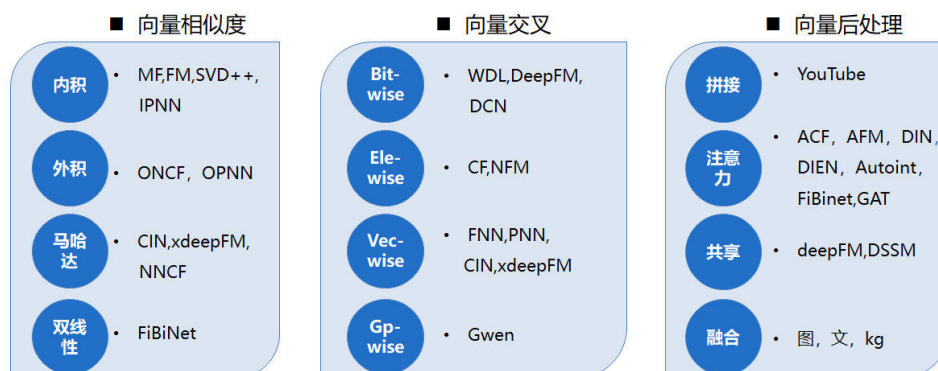 ■ 向量相似度
内积
• MF,FM,SVD++,
IPNN
外积
• ONCF，OPNN
马哈
达
• CIN,xdeepFM,
NNCF
双线
性
• FiBiNet
■ 向量交叉
Bit-
wise
• WDL,DeepFM,
DCN
Ele-
wise
• CF,NFM
Vec-
wise
• FNN,PNN,
CIN,xdeepFM
Gp-
wise
• Gwen
■ 向量后处理
拼接
• YouTube
注意
力
• ACF，AFM，DIN，
DIEN，Autoint，
FiBinet,GAT
共享
• deepFM,DSSM
融合
• 图，文，kg